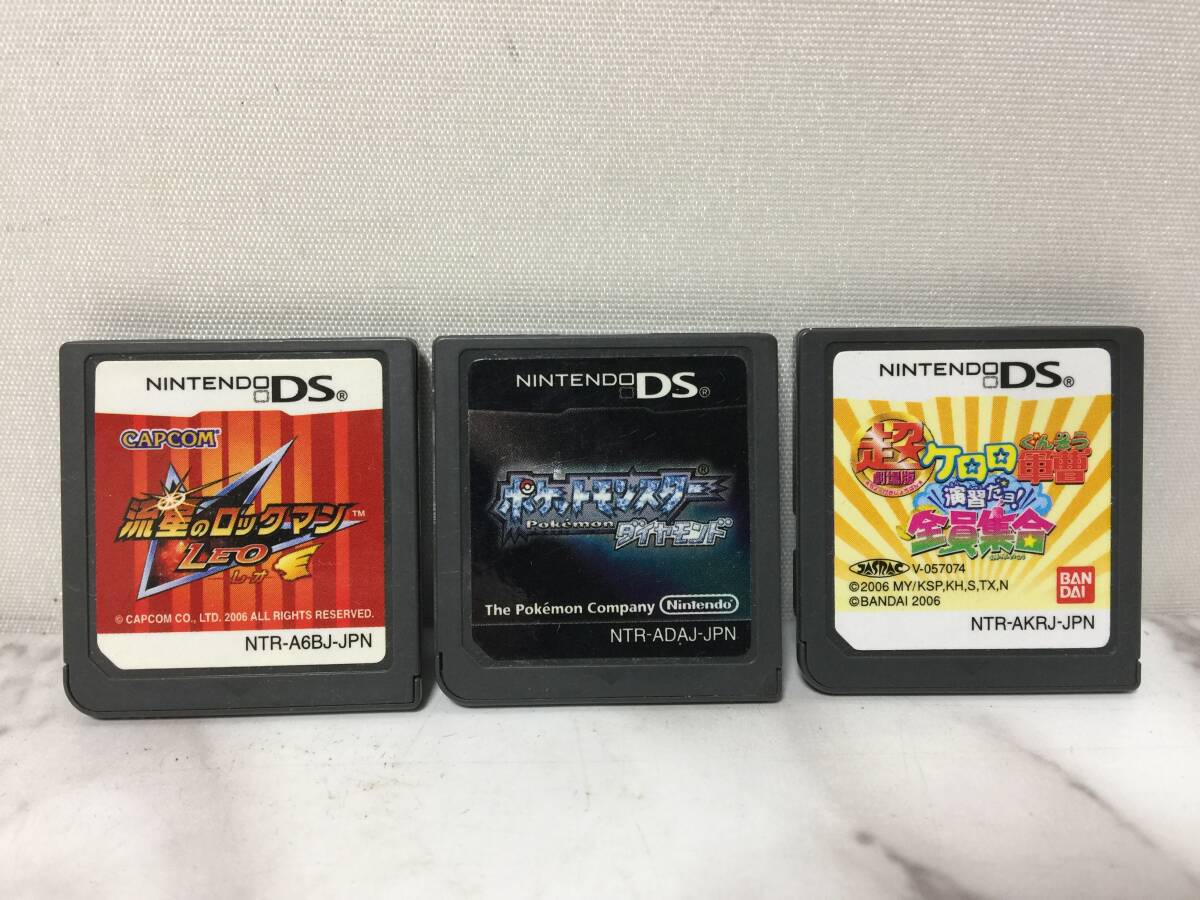 NINTENDO DS®
CAPCOM®
流星のロックマン™
LEO
レオ
© CAPCOM CO., LTD. 2006 ALL RIGHTS RESERVED.
NTR-A6BJ-JPN
NINTENDO DS®
ポケットモンスター®
Pokémon
ダイヤモンド
The Pokémon Company Nintendo
NTR-ADAJ-JPN
NINTENDO DS®
超 劇場版
ケロロ軍曹
ぐんそう
演習だヨ!
全員集合
JASRAC V-057074
©2006 MY/KSP,KH,S,TX,N
©BANDAI 2006
BAN
DAI
NTR-AKRJ-JPN